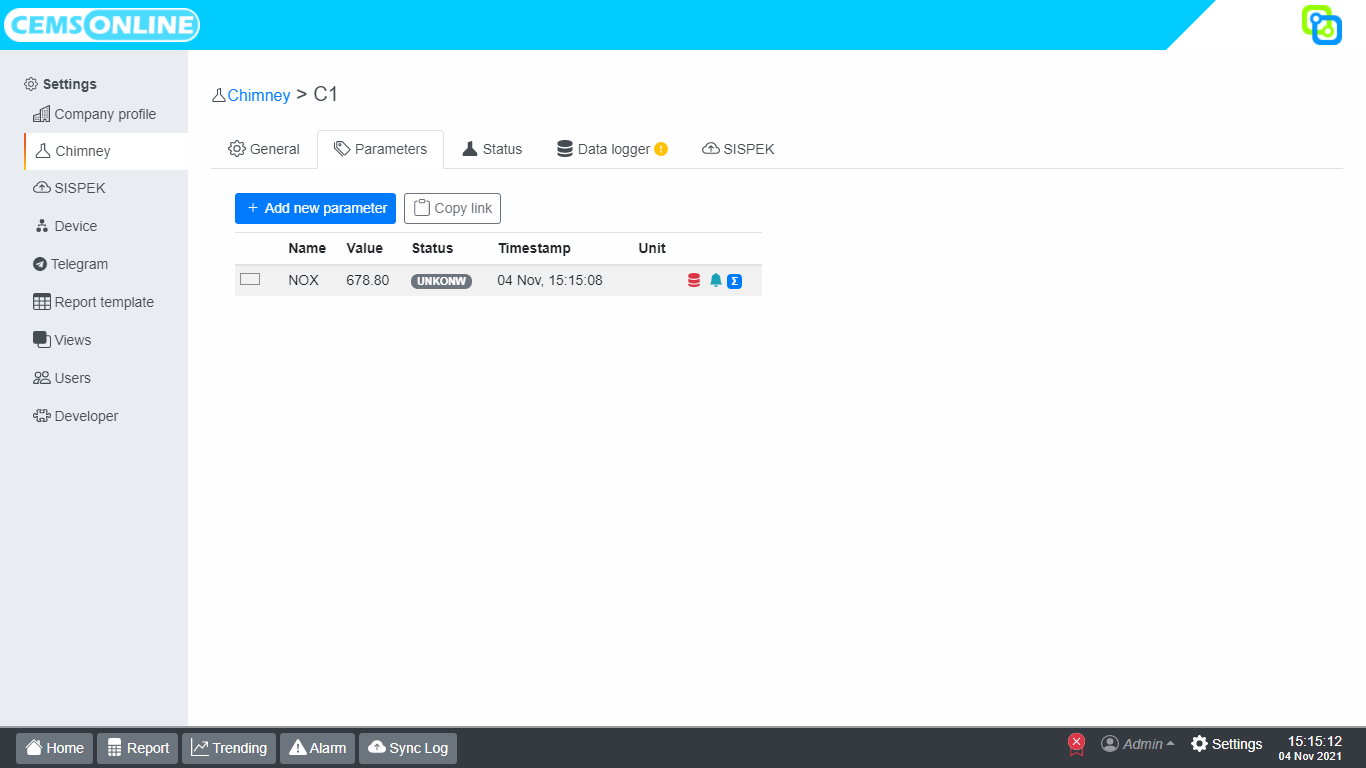 CEMSONLINE
Settings
Company profile
Chimney
SISPEK
Device
Telegram
Report template
Views
Users
Developer
Chimney > C1
General Parameters Status Data logger SISPEK
+ Add new parameter Copy link
Name Value Status Timestamp Unit
NOX 678.80 UNKONW 04 Nov, 15:15:08 Σ
Home Report Trending Alarm Sync Log Admin Settings 15:15:12
04 Nov 2021